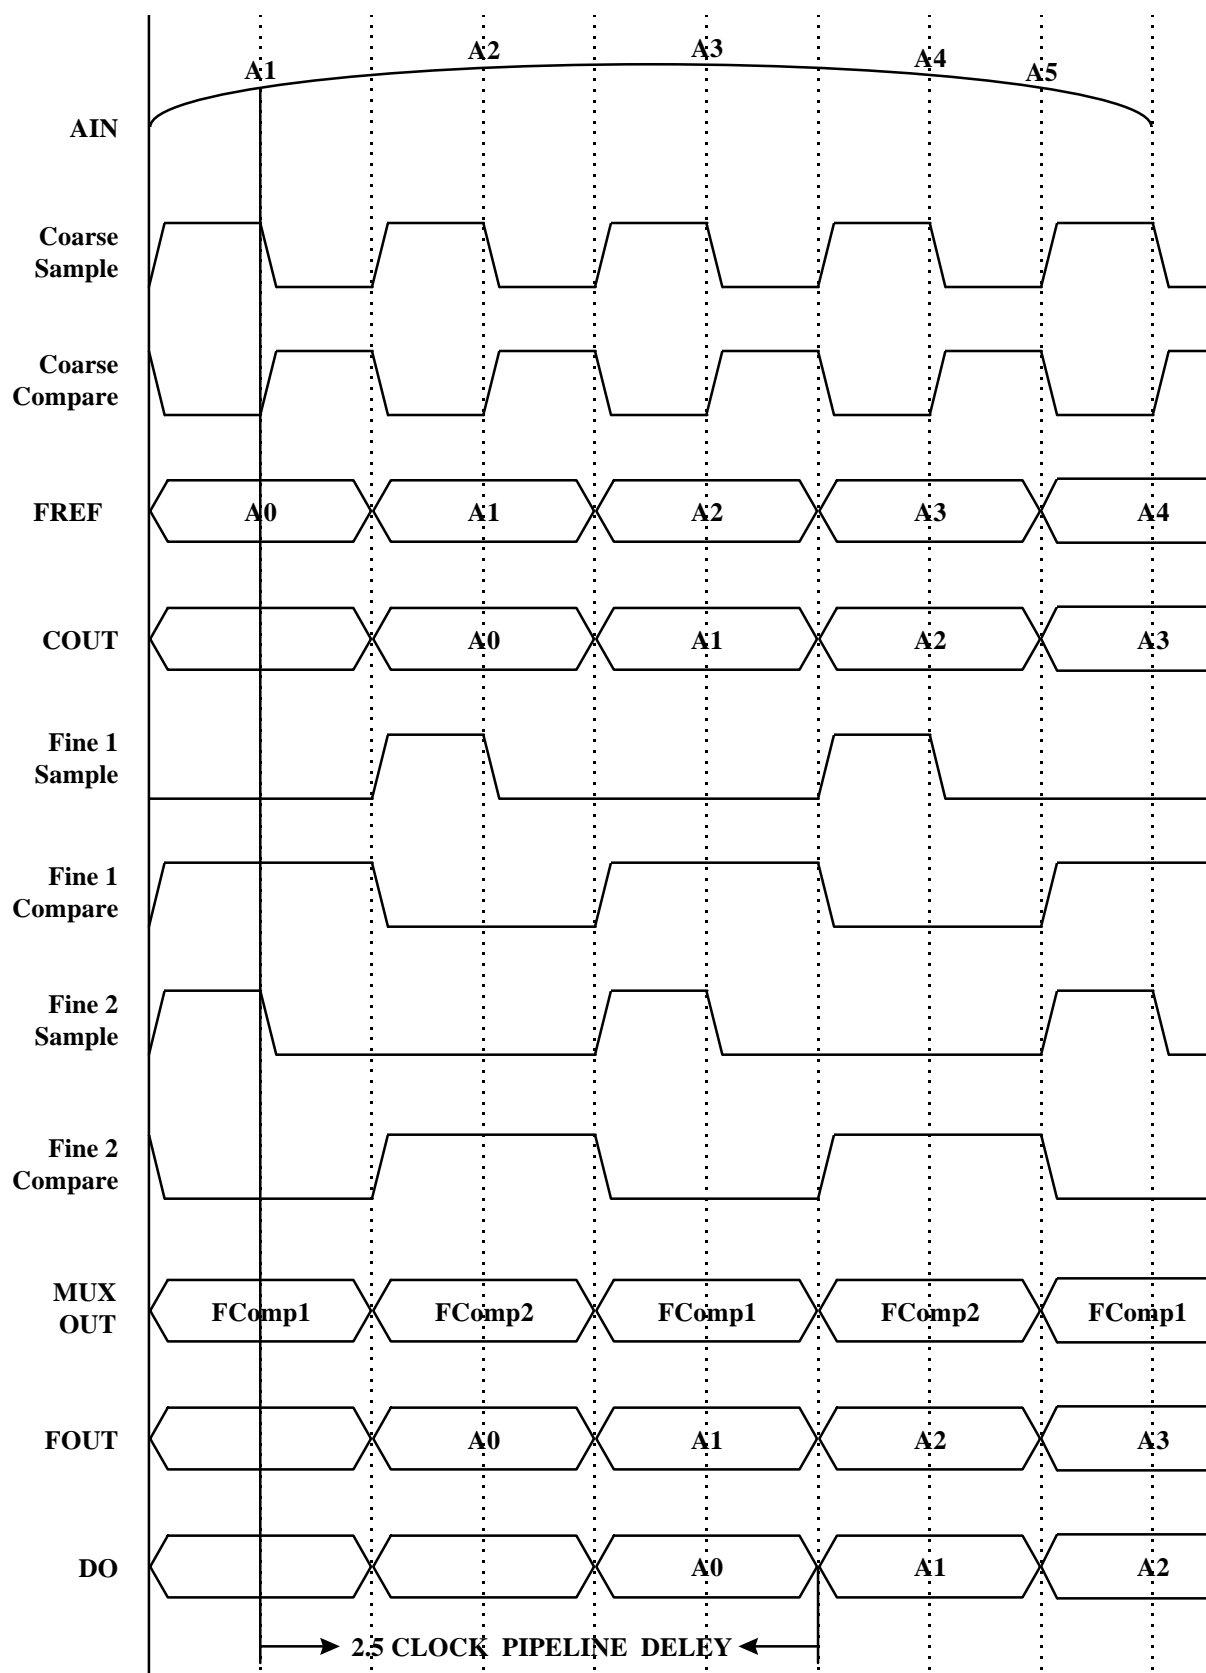 A1 A2 A3 A4 A5
AIN
Coarse
Sample
Coarse
Compare
FREF A0 A1 A2 A3 A4
COUT A0 A1 A2 A3
Fine 1
Sample
Fine 1
Compare
Fine 2
Sample
Fine 2
Compare
MUX
OUT
FComp1 FComp2 FComp1 FComp2 FComp1
FOUT A0 A1 A2 A3
DO A0 A1 A2
2.5 CLOCK PIPELINE DELEY